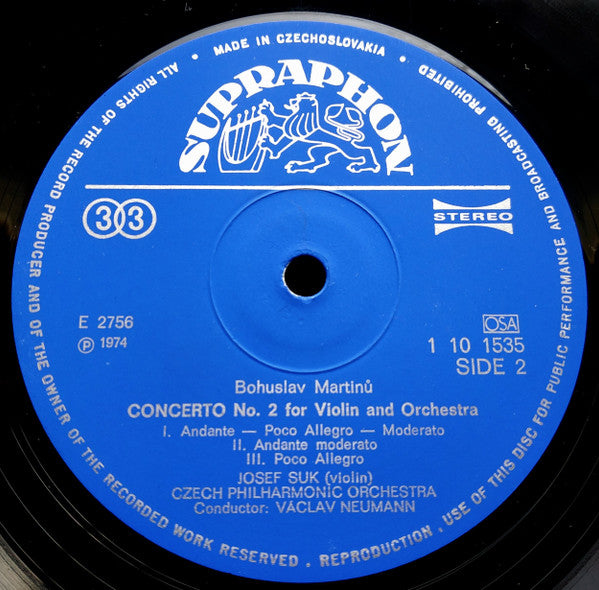 ALL RIGHTS OF THE RECORD PRODUCER AND OF THE OWNER OF THE RECORDED WORK RESERVED . REPRODUCTION , USE OF THIS DISC FOR PUBLIC PERFORMANCE AND BROADCASTING PROHIBITED
• MADE IN CZECHOSLOVAKIA •
SUPRAPHON
33
STEREO
E 2756
OSA
Ⓟ 1974
1 10 1535
SIDE 2
Bohuslav Martinů
CONCERTO No. 2 for Violin and Orchestra
I. Andante — Poco Allegro — Moderato
II. Andante moderato
III. Poco Allegro
JOSEF SUK (violin)
CZECH PHILHARMONIC ORCHESTRA
Conductor: VÁCLAV NEUMANN